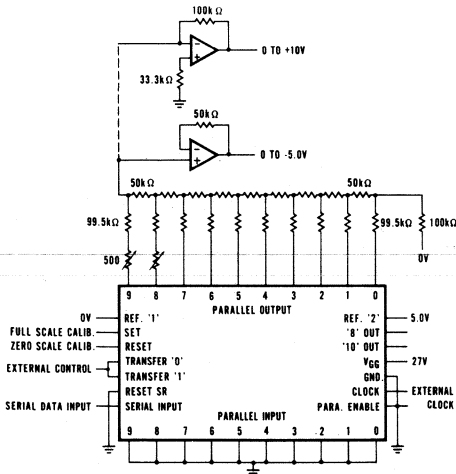 100kΩ
0 TO +10V
33.3kΩ
50kΩ
0 TO -5.0V
50kΩ
50kΩ
99.5kΩ
99.5kΩ
100kΩ
500
0V
9 8 7 6 5 4 3 2 1 0
PARALLEL OUTPUT
0V
REF. '1'
REF. '2'
5.0V
FULL SCALE CALIB.
SET
'8' OUT
ZERO SCALE CALIB.
RESET
'10' OUT
EXTERNAL CONTROL
TRANSFER '0'
VGG
27V
TRANSFER '1'
GND.
RESET SR
CLOCK
EXTERNAL CLOCK
SERIAL DATA INPUT
SERIAL INPUT
PARA. ENABLE
PARALLEL INPUT
9 8 7 6 5 4 3 2 1 0